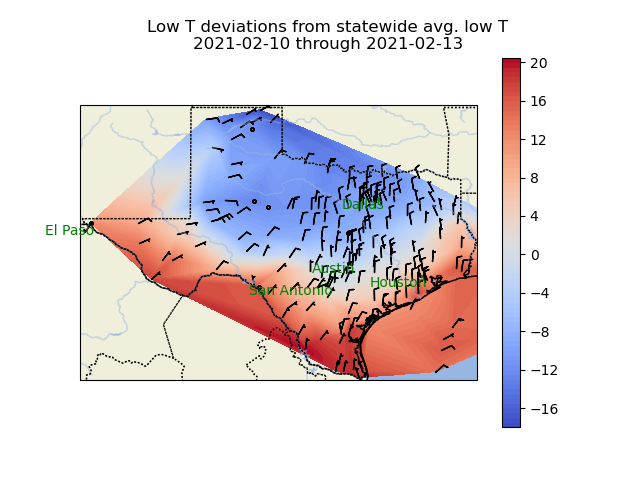 Low T deviations from statewide avg. low T
2021-02-10 through 2021-02-13
20
16
12
8
4
0
−4
−8
−12
−16
Dallas
El Paso
Austin
San Antonio
Houston